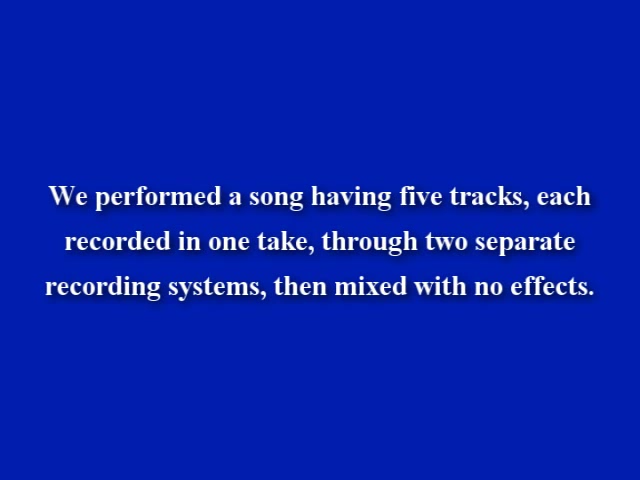 We performed a song having five tracks, each
recorded in one take, through two separate
recording systems, then mixed with no effects.